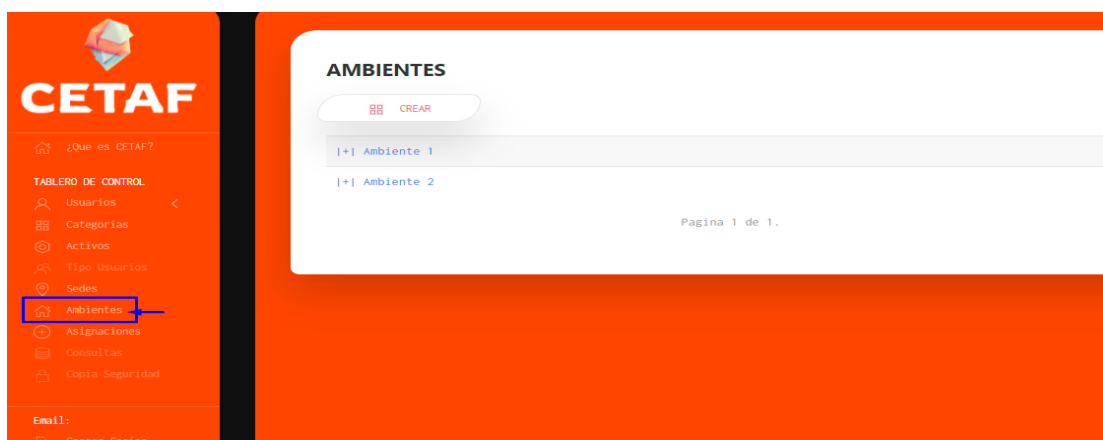 CETAF
¿Que es CETAF?
TABLERO DE CONTROL
Usuarios <
Categorias
Activos
Tipo Usuarios
Sedes
Ambientes
Asignaciones
Consultas
Copia Seguridad
Email:
AMBIENTES
CREAR
|+| Ambiente 1
|+| Ambiente 2
Pagina 1 de 1.